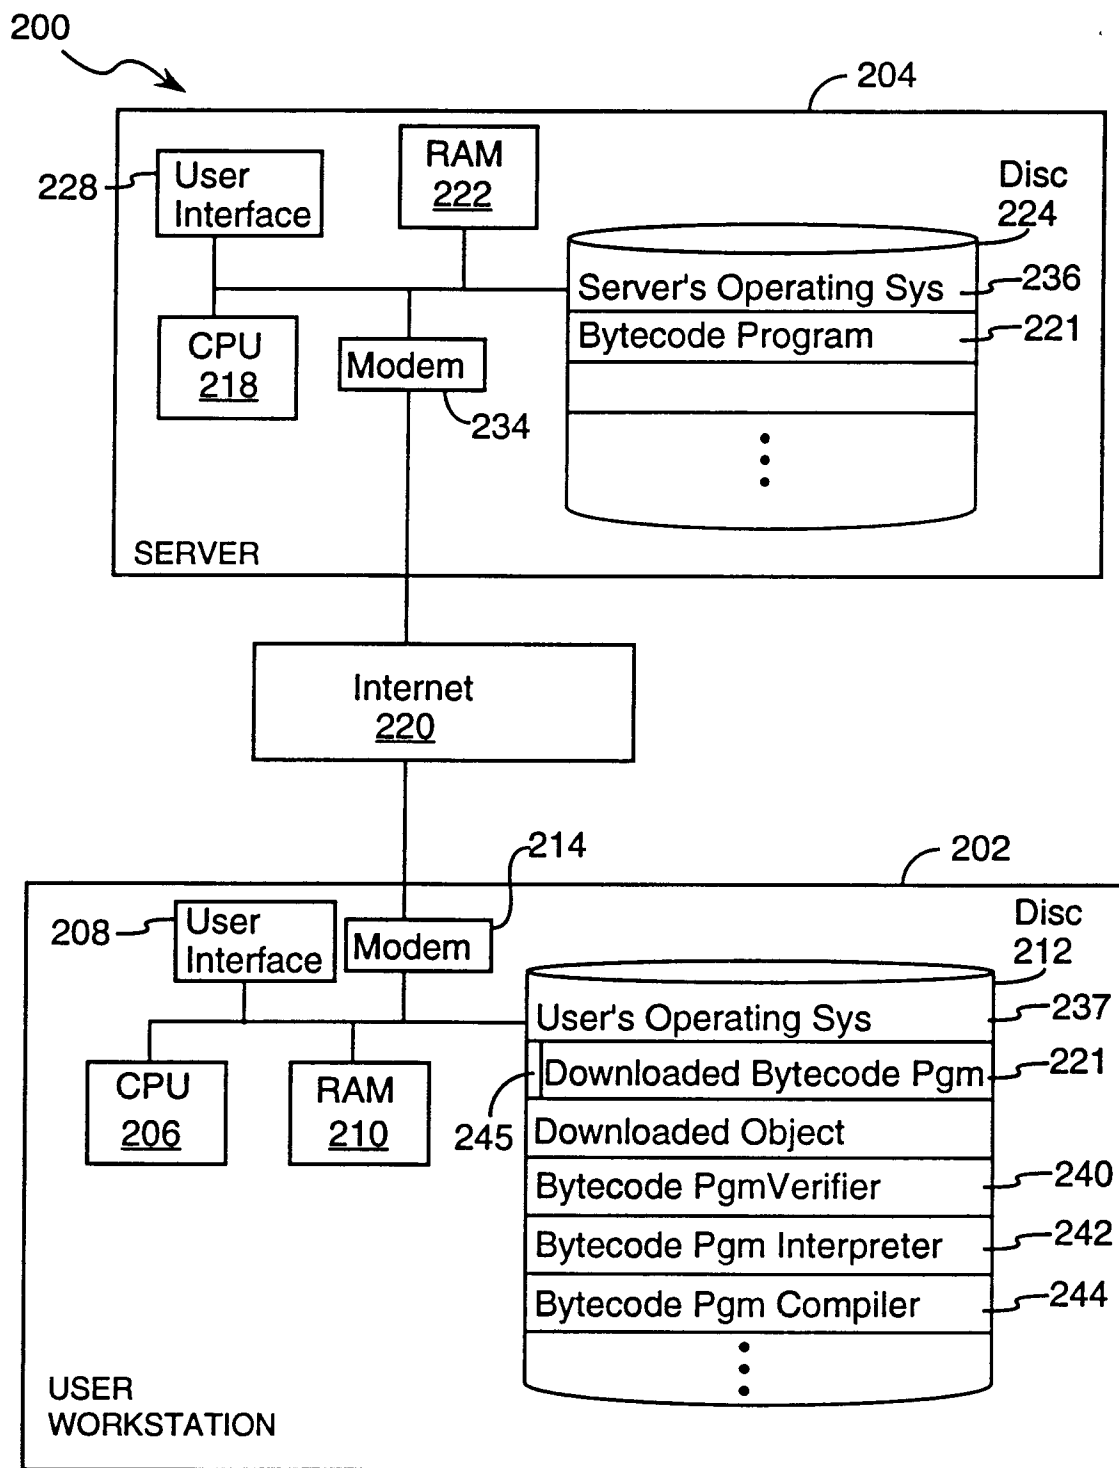 200
204
228
User
Interface
RAM
222
Disc
224
Server's Operating Sys
236
Bytecode Program
221
CPU
218
Modem
234
SERVER
Internet
220
214
202
208
User
Interface
Modem
Disc
212
User's Operating Sys
237
Downloaded Bytecode Pgm
221
CPU
206
RAM
210
245
Downloaded Object
Bytecode PgmVerifier
240
Bytecode Pgm Interpreter
242
Bytecode Pgm Compiler
244
USER
WORKSTATION